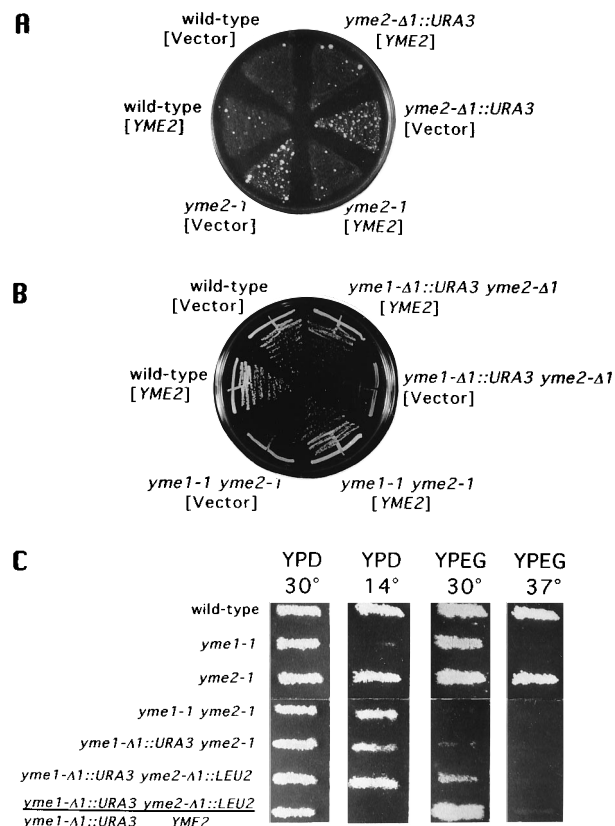 A
wild-type
[Vector]
yme2-Δ1::URA3
[YME2]
wild-type
[YME2]
yme2-Δ1::URA3
[Vector]
yme2-1
[Vector]
yme2-1
[YME2]
B
wild-type
[Vector]
yme1-Δ1::URA3 yme2-Δ1
[YME2]
wild-type
[YME2]
yme1-Δ1::URA3 yme2-Δ1
[Vector]
yme1-1 yme2-1
[Vector]
yme1-1 yme2-1
[YME2]
C
YPD YPD YPEG YPEG
30° 14° 30° 37°
wild-type
yme1-1
yme2-1
yme1-1 yme2-1
yme1-Δ1::URA3 yme2-1
yme1-Δ1::URA3 yme2-Δ1::LEU2
yme1-Δ1::URA3 yme2-Δ1::LEU2
yme1-Δ1::URA3 YME2